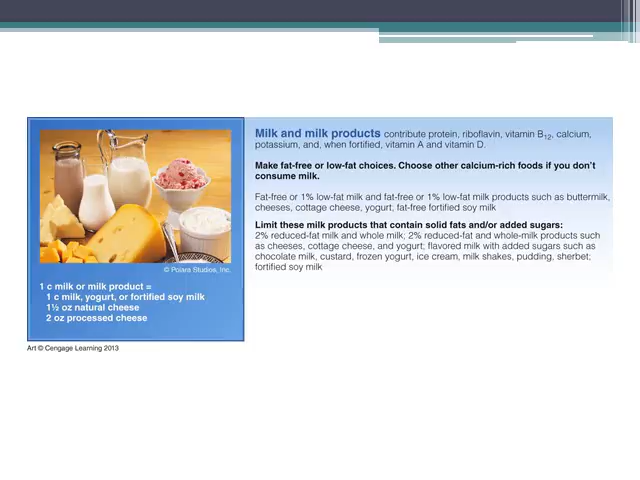 Milk and milk products contribute protein, riboflavin, vitamin B12, calcium,
potassium, and, when fortified, vitamin A and vitamin D.
Make fat-free or low-fat choices. Choose other calcium-rich foods if you don't
consume milk.
Fat-free or 1% low-fat milk and fat-free or 1% low-fat milk products such as buttermilk,
cheeses, cottage cheese, yogurt; fat-free fortified soy milk
Limit these milk products that contain solid fats and/or added sugars:
2% reduced-fat milk and whole milk; 2% reduced-fat and whole-milk products such
as cheeses, cottage cheese, and yogurt; flavored milk with added sugars such as
chocolate milk, custard, frozen yogurt, ice cream, milk shakes, pudding, sherbet;
fortified soy milk
© Polara Studios, Inc.
1 c milk or milk product =
1 c milk, yogurt, or fortified soy milk
1½ oz natural cheese
2 oz processed cheese
Art © Cengage Learning 2013